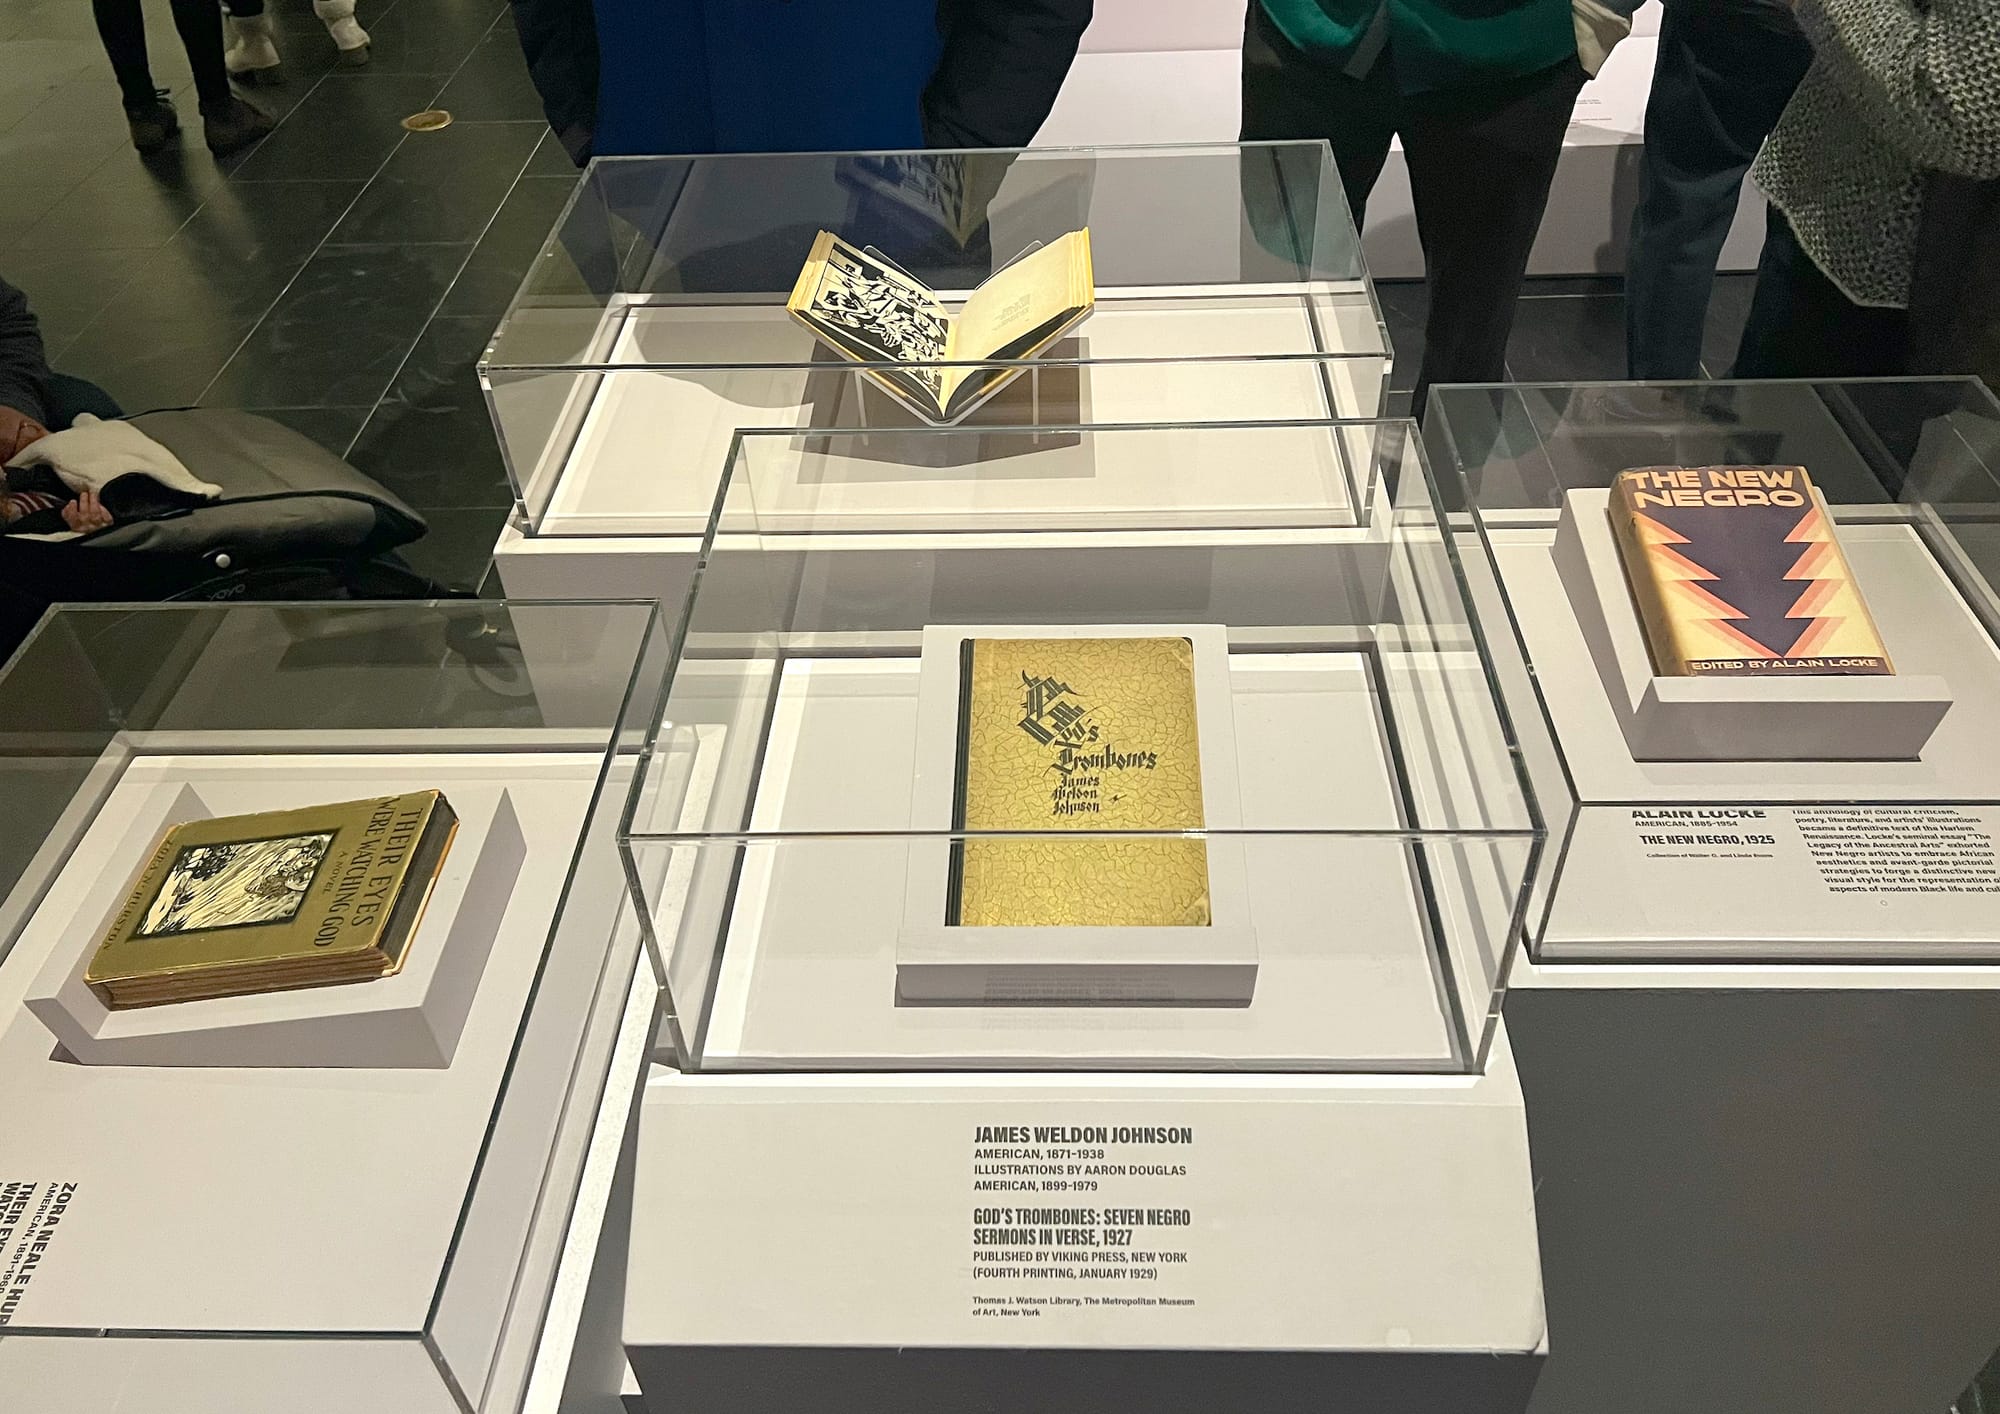 THE NEW
NEGRO
EDITED BY ALAIN LOCKE
ALAIN LOCKE
AMERICAN, 1885–1954
THE NEW NEGRO, 1925
Collection of Walter O. and Linda Evans
This anthology of cultural criticism,
poetry, literature, and artists' illustrations
became a definitive text of the Harlem
Renaissance. Locke's seminal essay "The
Legacy of the Ancestral Arts" exhorted
New Negro artists to embrace African
aesthetics and avant-garde pictorial
strategies to forge a distinctive new
visual style for the representation
aspects of modern Black life and
God's
Trombones
James
Weldon
Johnson
THEIR EYES
WERE WATCHING GOD
A NOVEL
ZORA N. HURSTON
YOYO
ZORA NEALE HUR
AMERICAN, 1891–196
THEIR EYE
JAMES WELDON JOHNSON
AMERICAN, 1871–1938
ILLUSTRATIONS BY AARON DOUGLAS
AMERICAN, 1899–1979
GOD'S TROMBONES: SEVEN NEGRO
SERMONS IN VERSE, 1927
PUBLISHED BY VIKING PRESS, NEW YORK
(FOURTH PRINTING, JANUARY 1929)
Thomas J. Watson Library, The Metropolitan Museum
of Art, New York